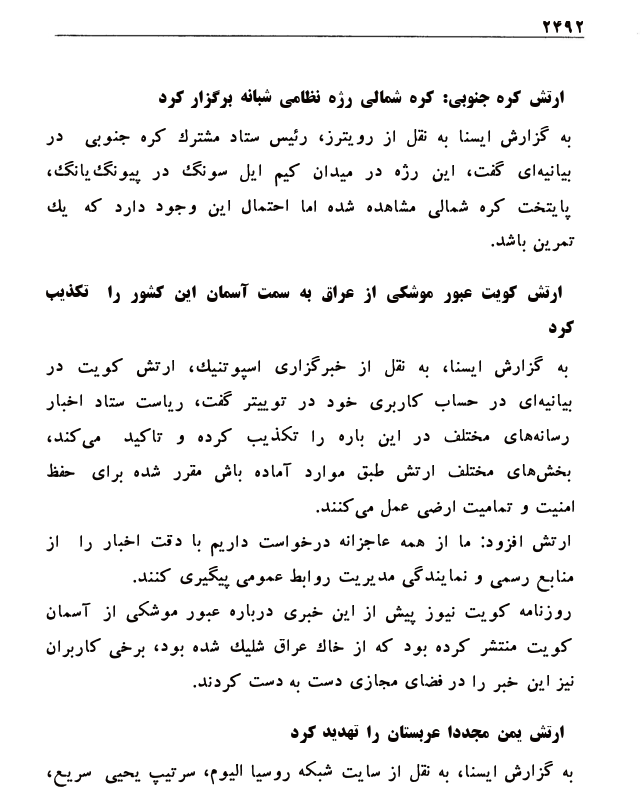 ۲۴۹۲
ارتش کره جنوبی: کره شمالی رژه نظامی شبانه برگزار کرد
به گزارش ایسنا به نقل از رویترز، رئیس ستاد مشترك کره جنوبی در
بیانیه‌ای گفت، این رژه در میدان کیم ایل سونگ در پیونگ‌یانگ،
پایتخت کره شمالی مشاهده شده اما احتمال این وجود دارد که یك
تمرین باشد.
ارتش کویت عبور موشکی از عراق به سمت آسمان این کشور را تکذیب
کرد
به گزارش ایسنا، به نقل از خبرگزاری اسپوتنیك، ارتش کویت در
بیانیه‌ای در حساب کاربری خود در توییتر گفت، ریاست ستاد اخبار
رسانه‌های مختلف در این باره را تکذیب کرده و تاکید می‌کند،
بخش‌های مختلف ارتش طبق موارد آماده باش مقرر شده برای حفظ
امنیت و تمامیت ارضی عمل می‌کنند.
ارتش افزود: ما از همه عاجزانه درخواست داریم با دقت اخبار را از
منابع رسمی و نمایندگی مدیریت روابط عمومی پیگیری کنند.
روزنامه کویت نیوز پیش از این خبری درباره عبور موشکی از آسمان
کویت منتشر کرده بود که از خاك عراق شلیك شده بود، برخی کاربران
نیز این خبر را در فضای مجازی دست به دست کردند.
ارتش یمن مجددا عربستان را تهدید کرد
به گزارش ایسنا، به نقل از سایت شبکه روسیا الیوم، سرتیپ یحیی سریع،